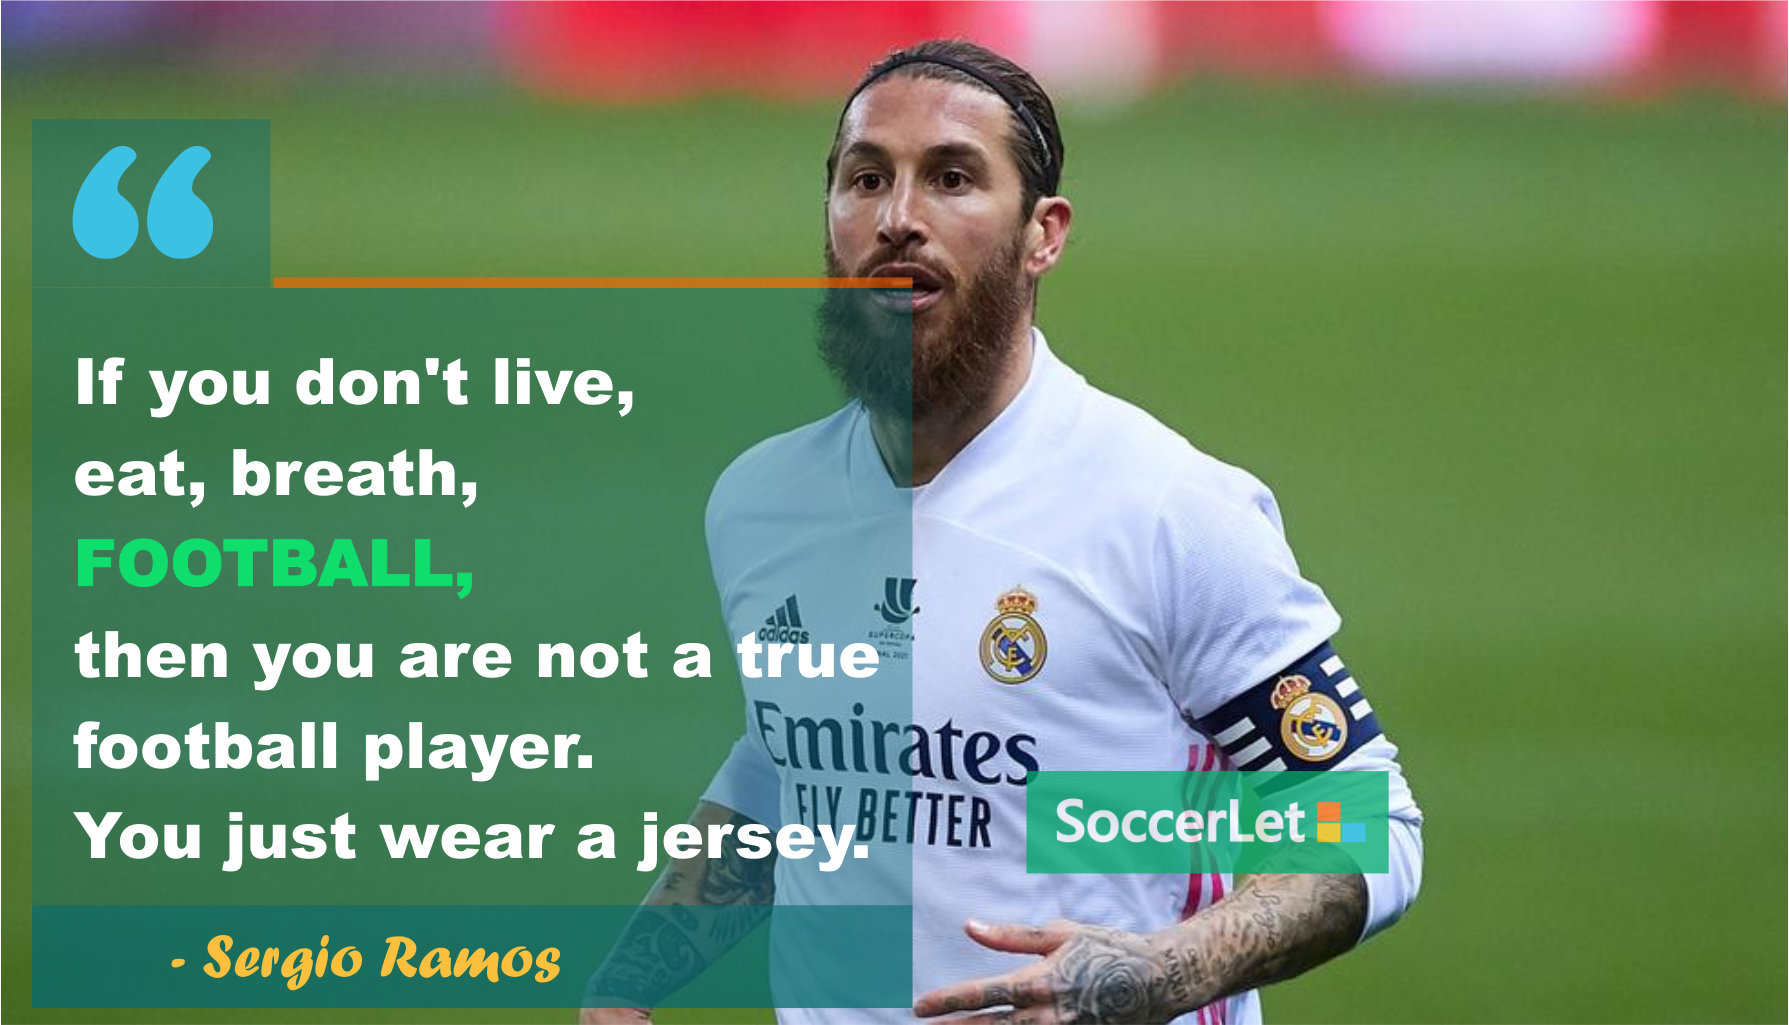 “
If you don't live,
eat, breath,
FOOTBALL,
then you are not a true
football player.
You just wear a jersey.
- Sergio Ramos
adidas
SUPERCOPA
Emirates
FLY BETTER
SoccerLet